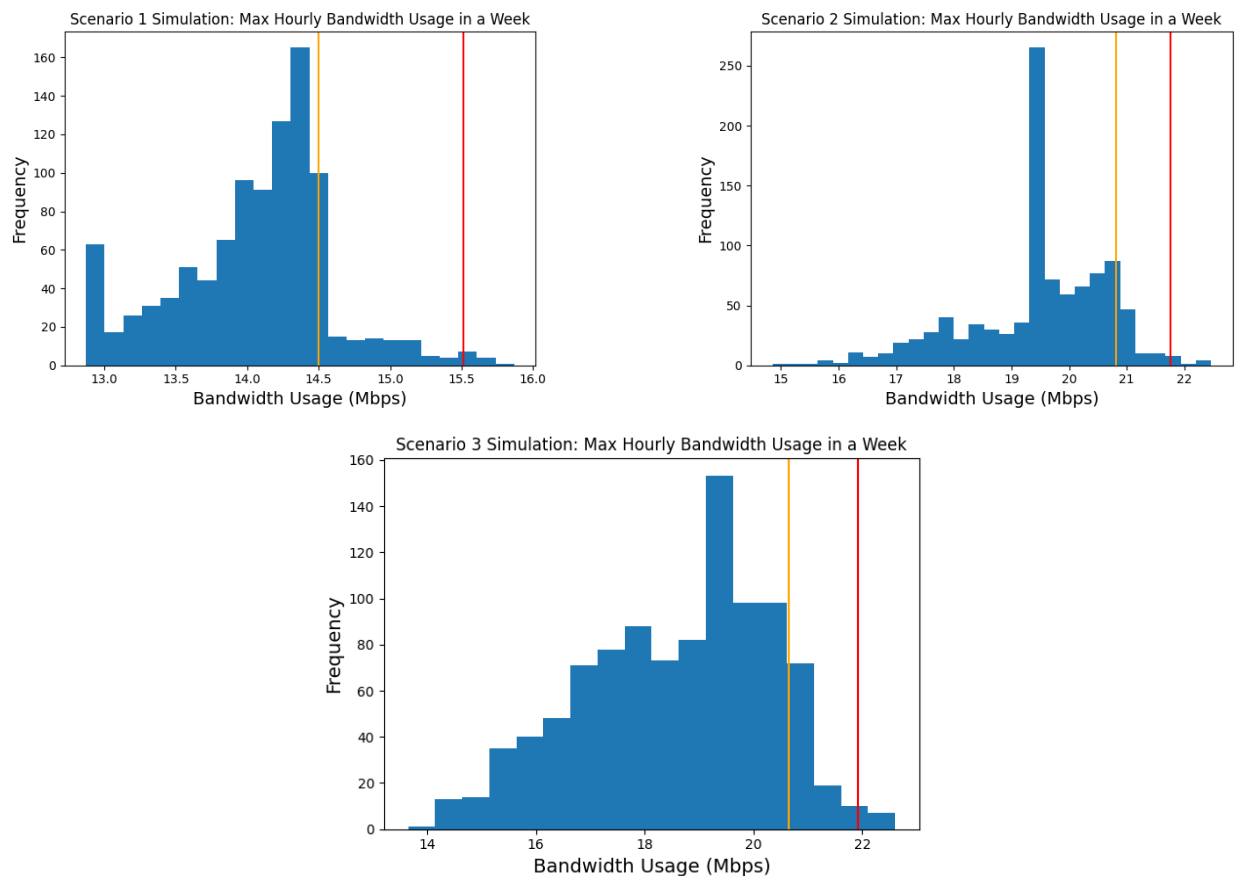 Scenario 1 Simulation: Max Hourly Bandwidth Usage in a Week
160
140
120
100
80
60
40
20
0
Frequency
13.0 13.5 14.0 14.5 15.0 15.5 16.0
Bandwidth Usage (Mbps)
Scenario 2 Simulation: Max Hourly Bandwidth Usage in a Week
250
200
150
100
50
0
Frequency
15 16 17 18 19 20 21 22
Bandwidth Usage (Mbps)
Scenario 3 Simulation: Max Hourly Bandwidth Usage in a Week
160
140
120
100
80
60
40
20
0
Frequency
14 16 18 20 22
Bandwidth Usage (Mbps)